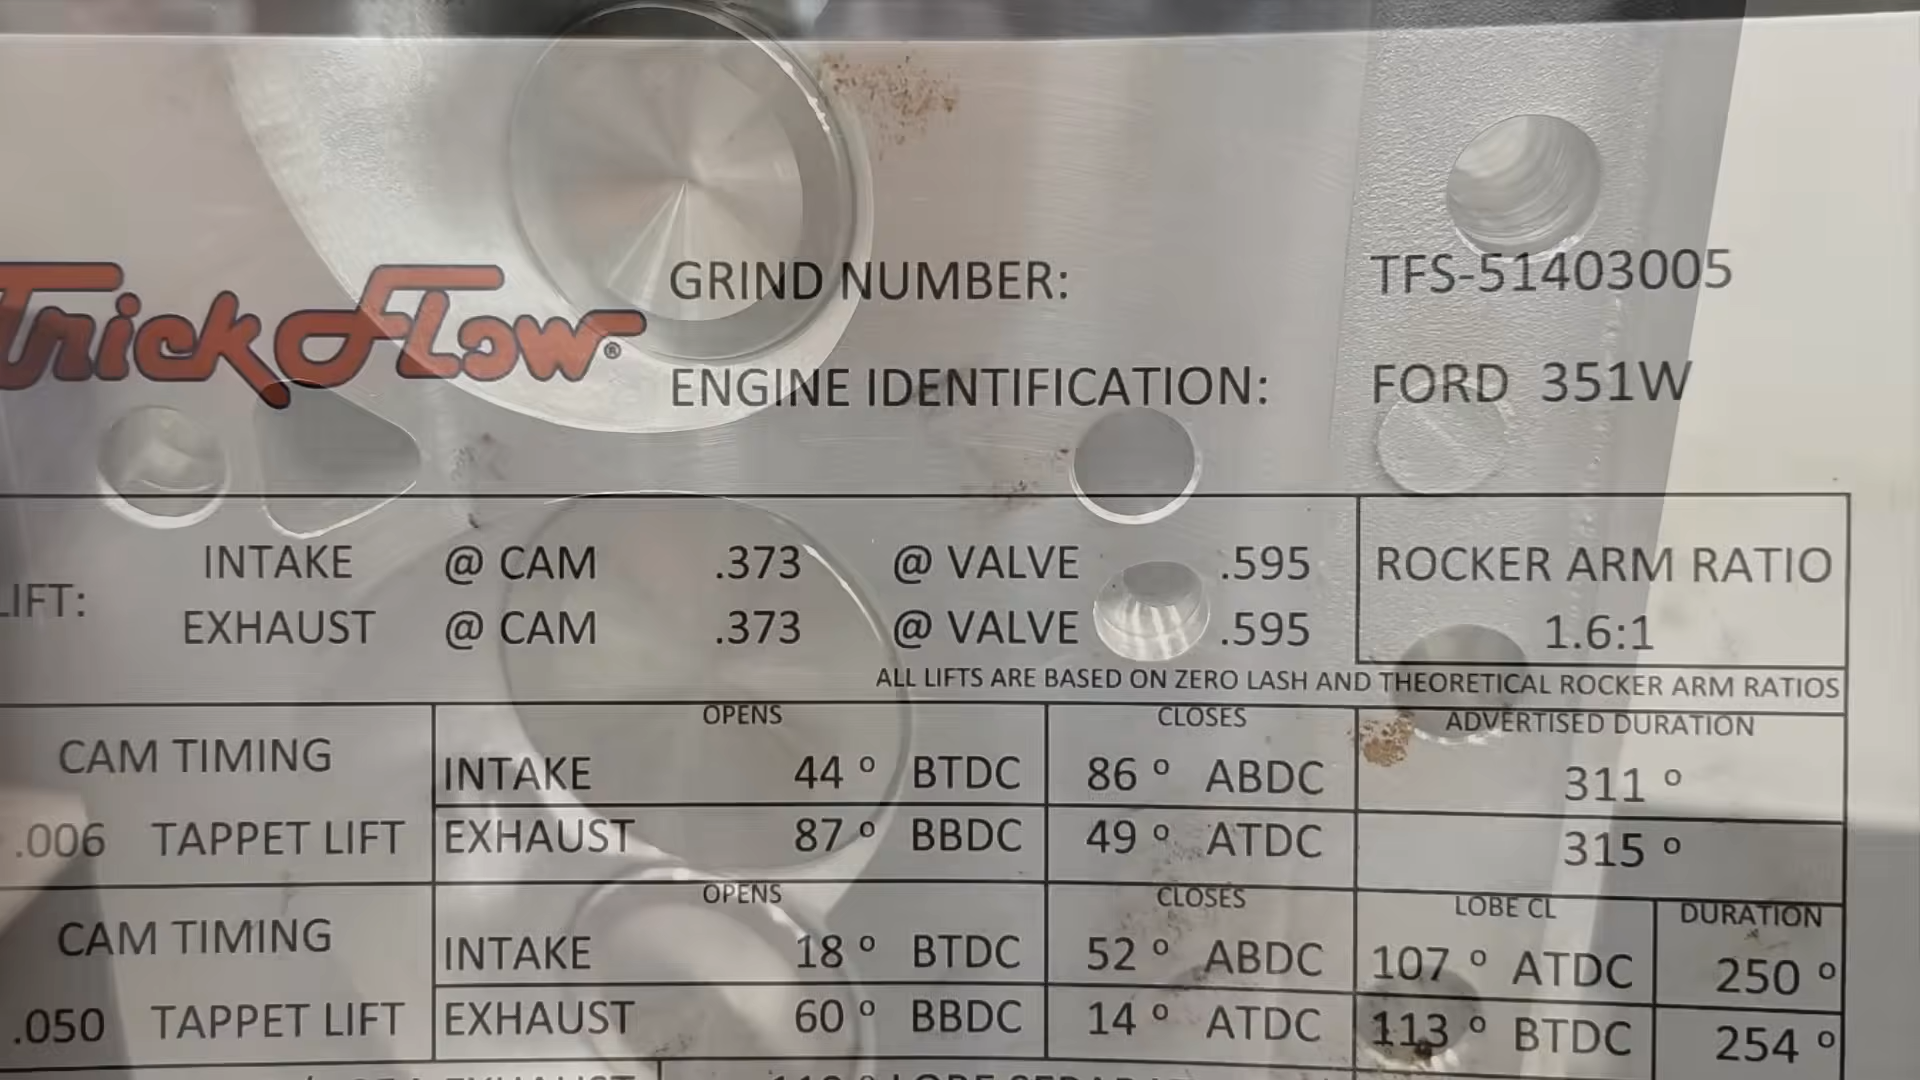 Trick Flow®
GRIND NUMBER: TFS-51403005
ENGINE IDENTIFICATION: FORD 351W
LIFT: INTAKE @ CAM .373 @ VALVE .595
EXHAUST @ CAM .373 @ VALVE .595
ROCKER ARM RATIO
1.6:1
ALL LIFTS ARE BASED ON ZERO LASH AND THEORETICAL ROCKER ARM RATIOS
CAM TIMING
.006 TAPPET LIFT
OPENS CLOSES ADVERTISED DURATION
INTAKE 44 º BTDC 86 º ABDC 311 º
EXHAUST 87 º BBDC 49 º ATDC 315 º
CAM TIMING
.050 TAPPET LIFT
OPENS CLOSES LOBE CL DURATION
INTAKE 18 º BTDC 52 º ABDC 107 º ATDC 250 º
EXHAUST 60 º BBDC 14 º ATDC 113 º BTDC 254 º